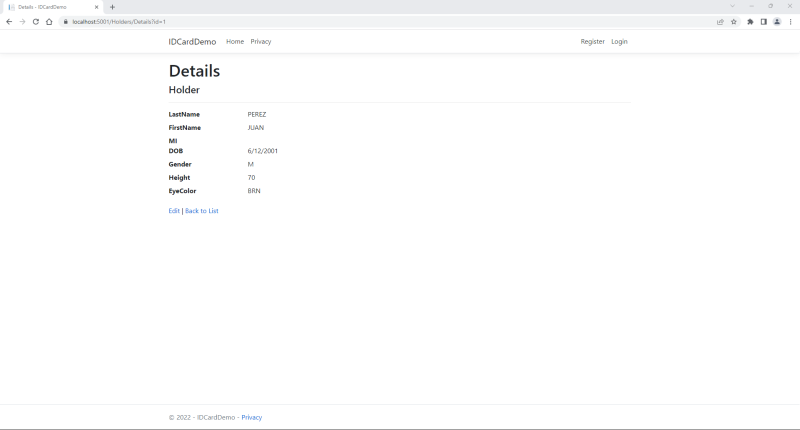 Details - IDCardDemo
localhost:5001/Holders/Details?id=1
IDCardDemo Home Privacy Register Login
Details
Holder
LastName PEREZ
FirstName JUAN
MI
DOB 6/12/2001
Gender M
Height 70
EyeColor BRN
Edit | Back to List
© 2022 - IDCardDemo - Privacy